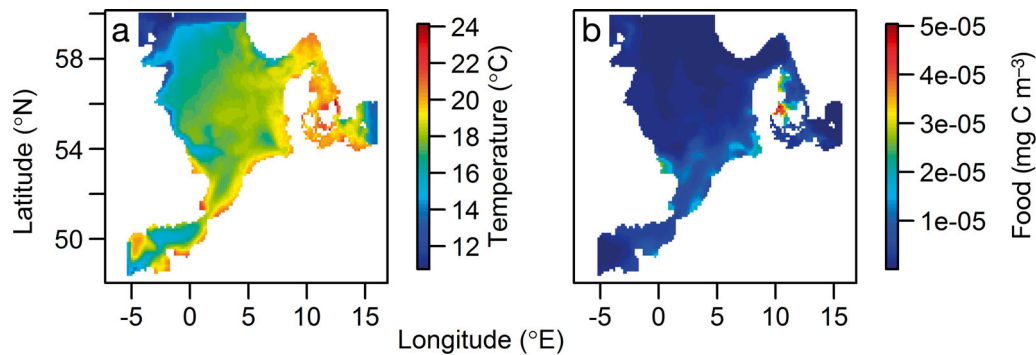 a
b
58
54
50
Latitude (°N)
-5 0 5 10 15
-5 0 5 10 15
Longitude (°E)
24
22
20
18
16
14
12
Temperature (°C)
5e-05
4e-05
3e-05
2e-05
1e-05
Food (mg C m⁻³)